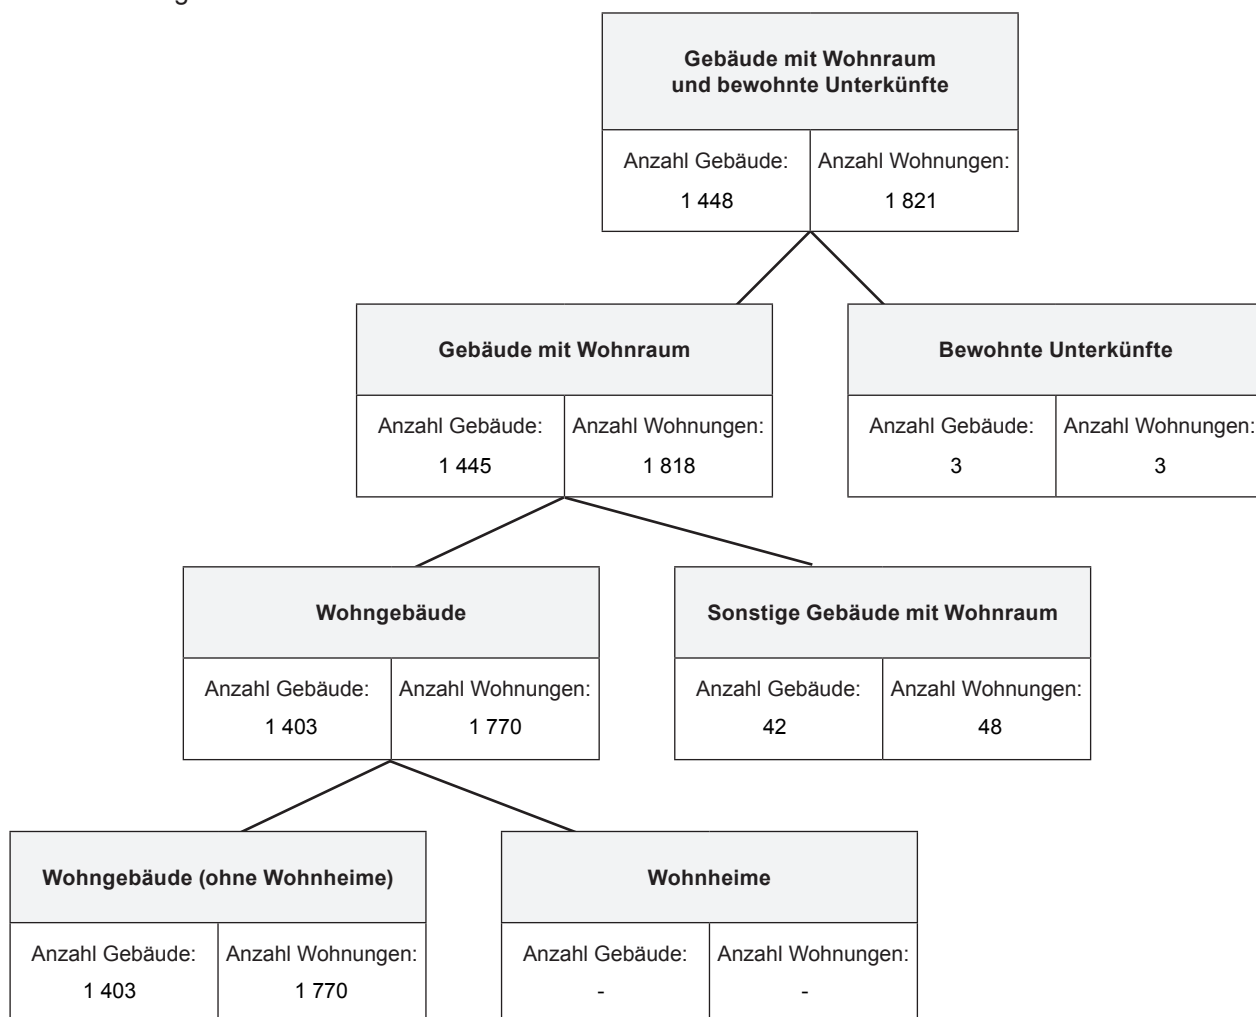 Gebäude mit Wohnraum
und bewohnte Unterkünfte
Anzahl Gebäude: Anzahl Wohnungen:
1 448 1 821
Gebäude mit Wohnraum Bewohnte Unterkünfte
Anzahl Gebäude: Anzahl Wohnungen: Anzahl Gebäude: Anzahl Wohnungen:
1 445 1 818 3 3
Wohngebäude Sonstige Gebäude mit Wohnraum
Anzahl Gebäude: Anzahl Wohnungen: Anzahl Gebäude: Anzahl Wohnungen:
1 403 1 770 42 48
Wohngebäude (ohne Wohnheime) Wohnheime
Anzahl Gebäude: Anzahl Wohnungen: Anzahl Gebäude: Anzahl Wohnungen:
1 403 1 770 - -